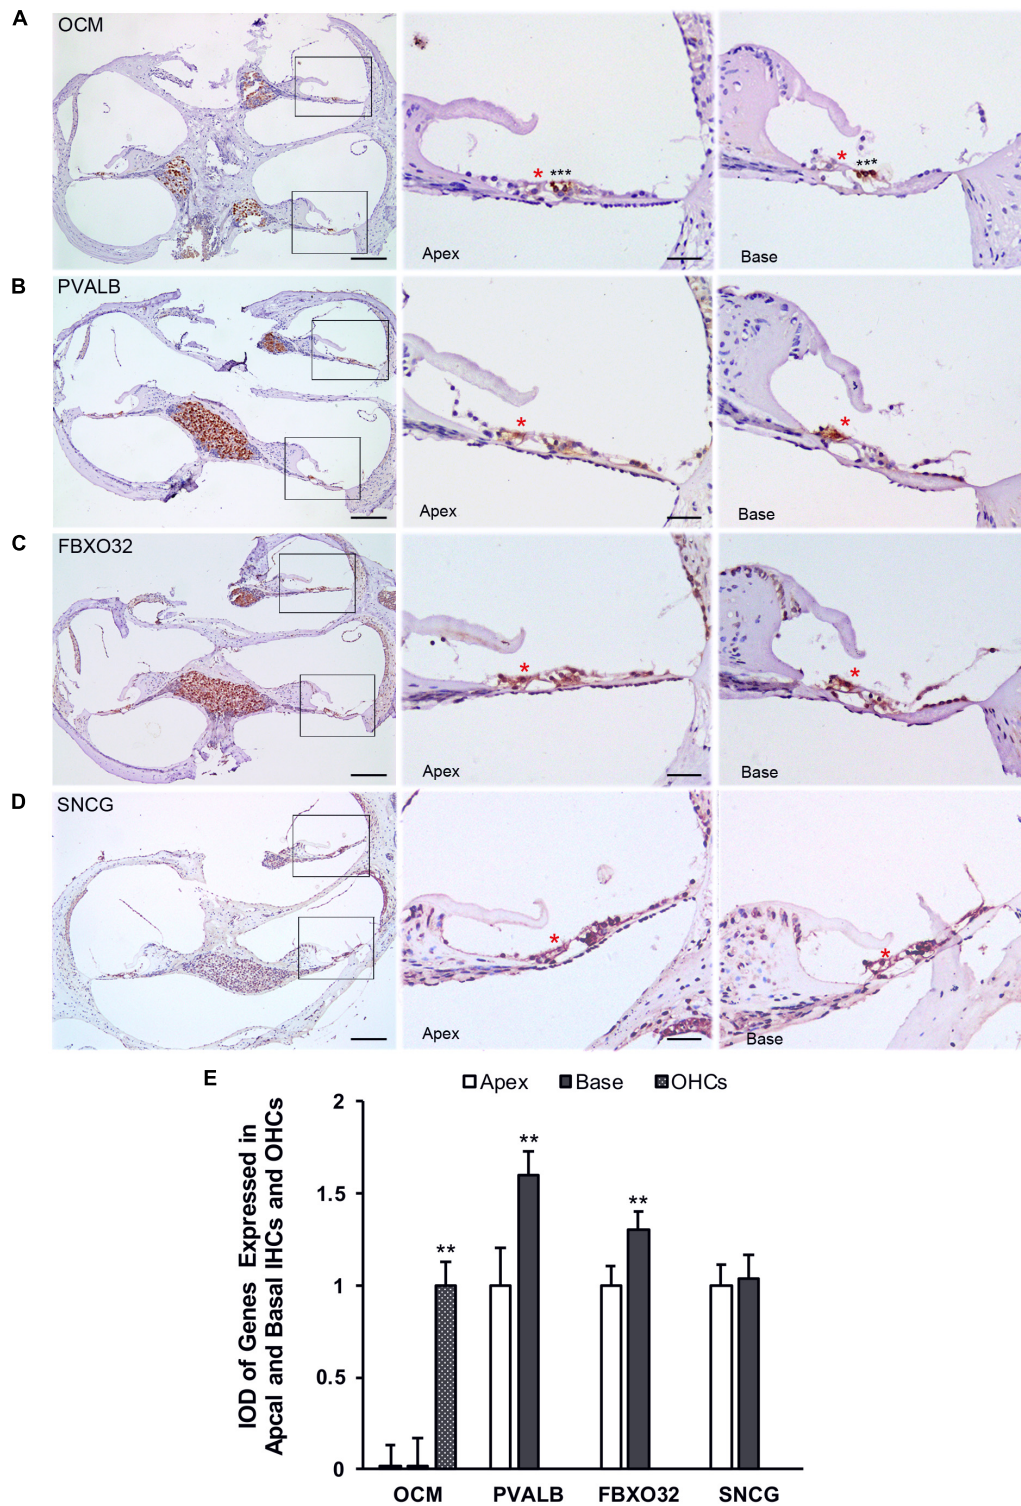 A
OCM
*
***
Apex
*
***
Base
B
PVALB
*
Apex
*
Base
C
FBXO32
*
Apex
*
Base
D
SNCG
*
Apex
*
Base
E
Apex Base OHCs
IOD of Genes Expressed in
Apcal and Basal IHCs and OHCs
2
1.5
1
0.5
0
**
**
**
OCM PVALB FBXO32 SNCG